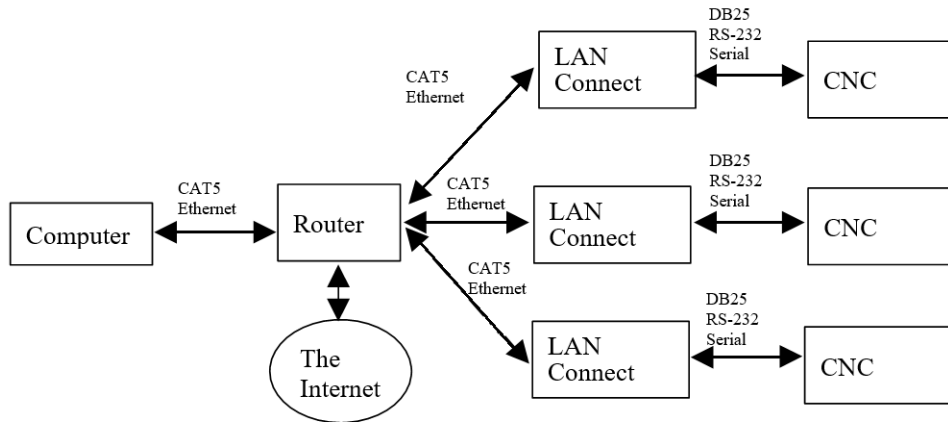 DB25
RS-232
Serial
LAN
Connect
CNC
CAT5
Ethernet
DB25
RS-232
Serial
CAT5
Ethernet
CAT5
Ethernet
LAN
Connect
CNC
Computer
Router
CAT5
Ethernet
DB25
RS-232
Serial
LAN
Connect
CNC
The
Internet